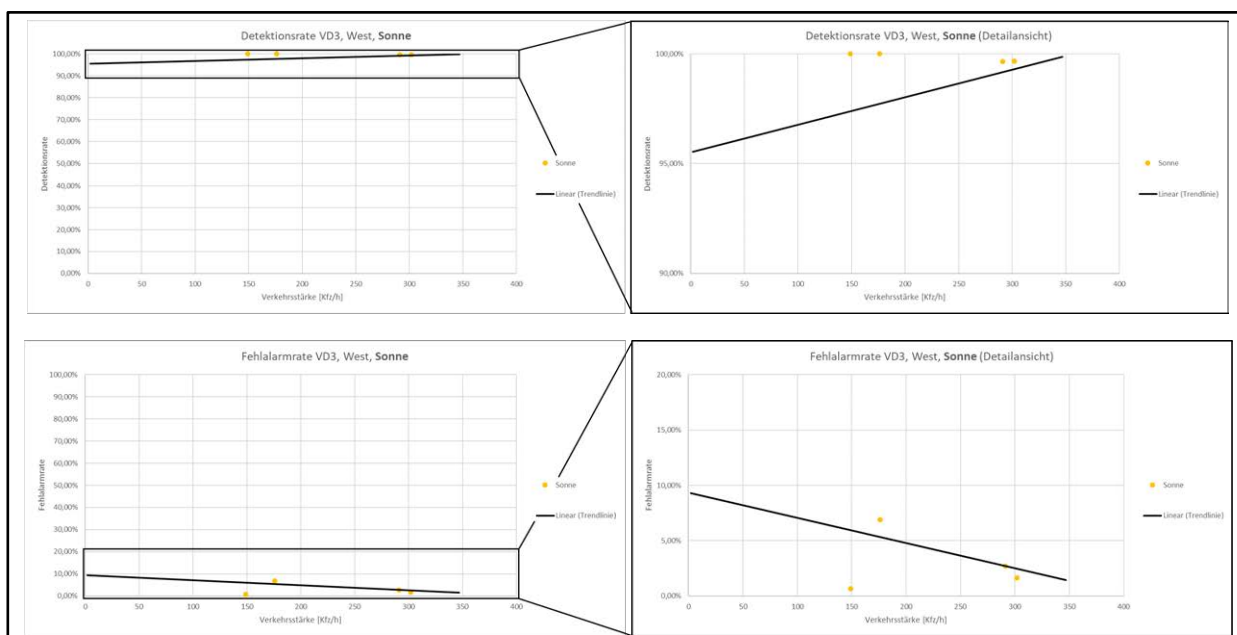 Detektionsrate VD3, West, Sonne
100,00%
90,00%
80,00%
70,00%
60,00%
50,00%
40,00%
30,00%
20,00%
10,00%
0,00%
Detektionsrate
0 50 100 150 200 250 300 350 400
Verkehrsstärke [Kfz/h]
Sonne
Linear (Trendlinie)
Detektionsrate VD3, West, Sonne (Detailansicht)
100,00%
95,00%
90,00%
Detektionsrate
0 50 100 150 200 250 300 350 400
Verkehrsstärke [Kfz/h]
Sonne
Linear (Trendlinie)
Fehlalarmrate VD3, West, Sonne
100,00%
90,00%
80,00%
70,00%
60,00%
50,00%
40,00%
30,00%
20,00%
10,00%
0,00%
Fehlalarmrate
0 50 100 150 200 250 300 350 400
Verkehrsstärke [Kfz/h]
Sonne
Linear (Trendlinie)
Fehlalarmrate VD3, West, Sonne (Detailansicht)
20,00%
15,00%
10,00%
5,00%
0,00%
Fehlalarmrate
0 50 100 150 200 250 300 350 400
Verkehrsstärke [Kfz/h]
Sonne
Linear (Trendlinie)